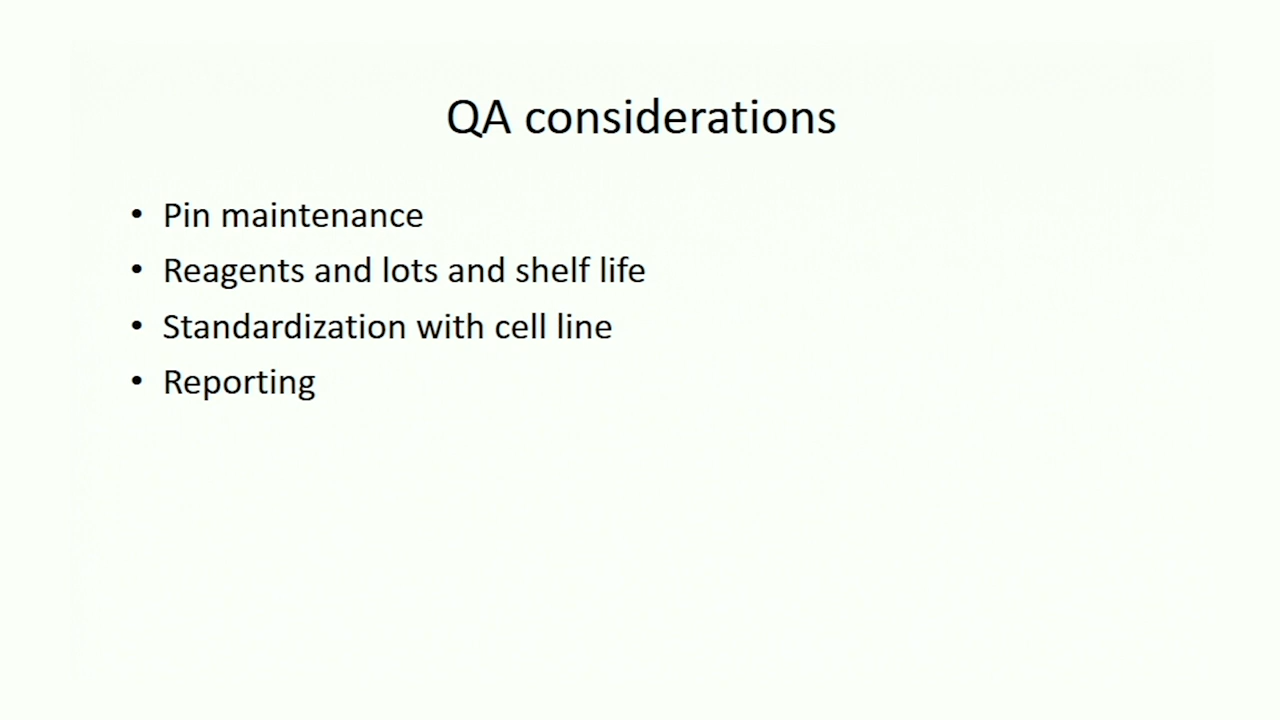 QA considerations
• Pin maintenance
• Reagents and lots and shelf life
• Standardization with cell line
• Reporting